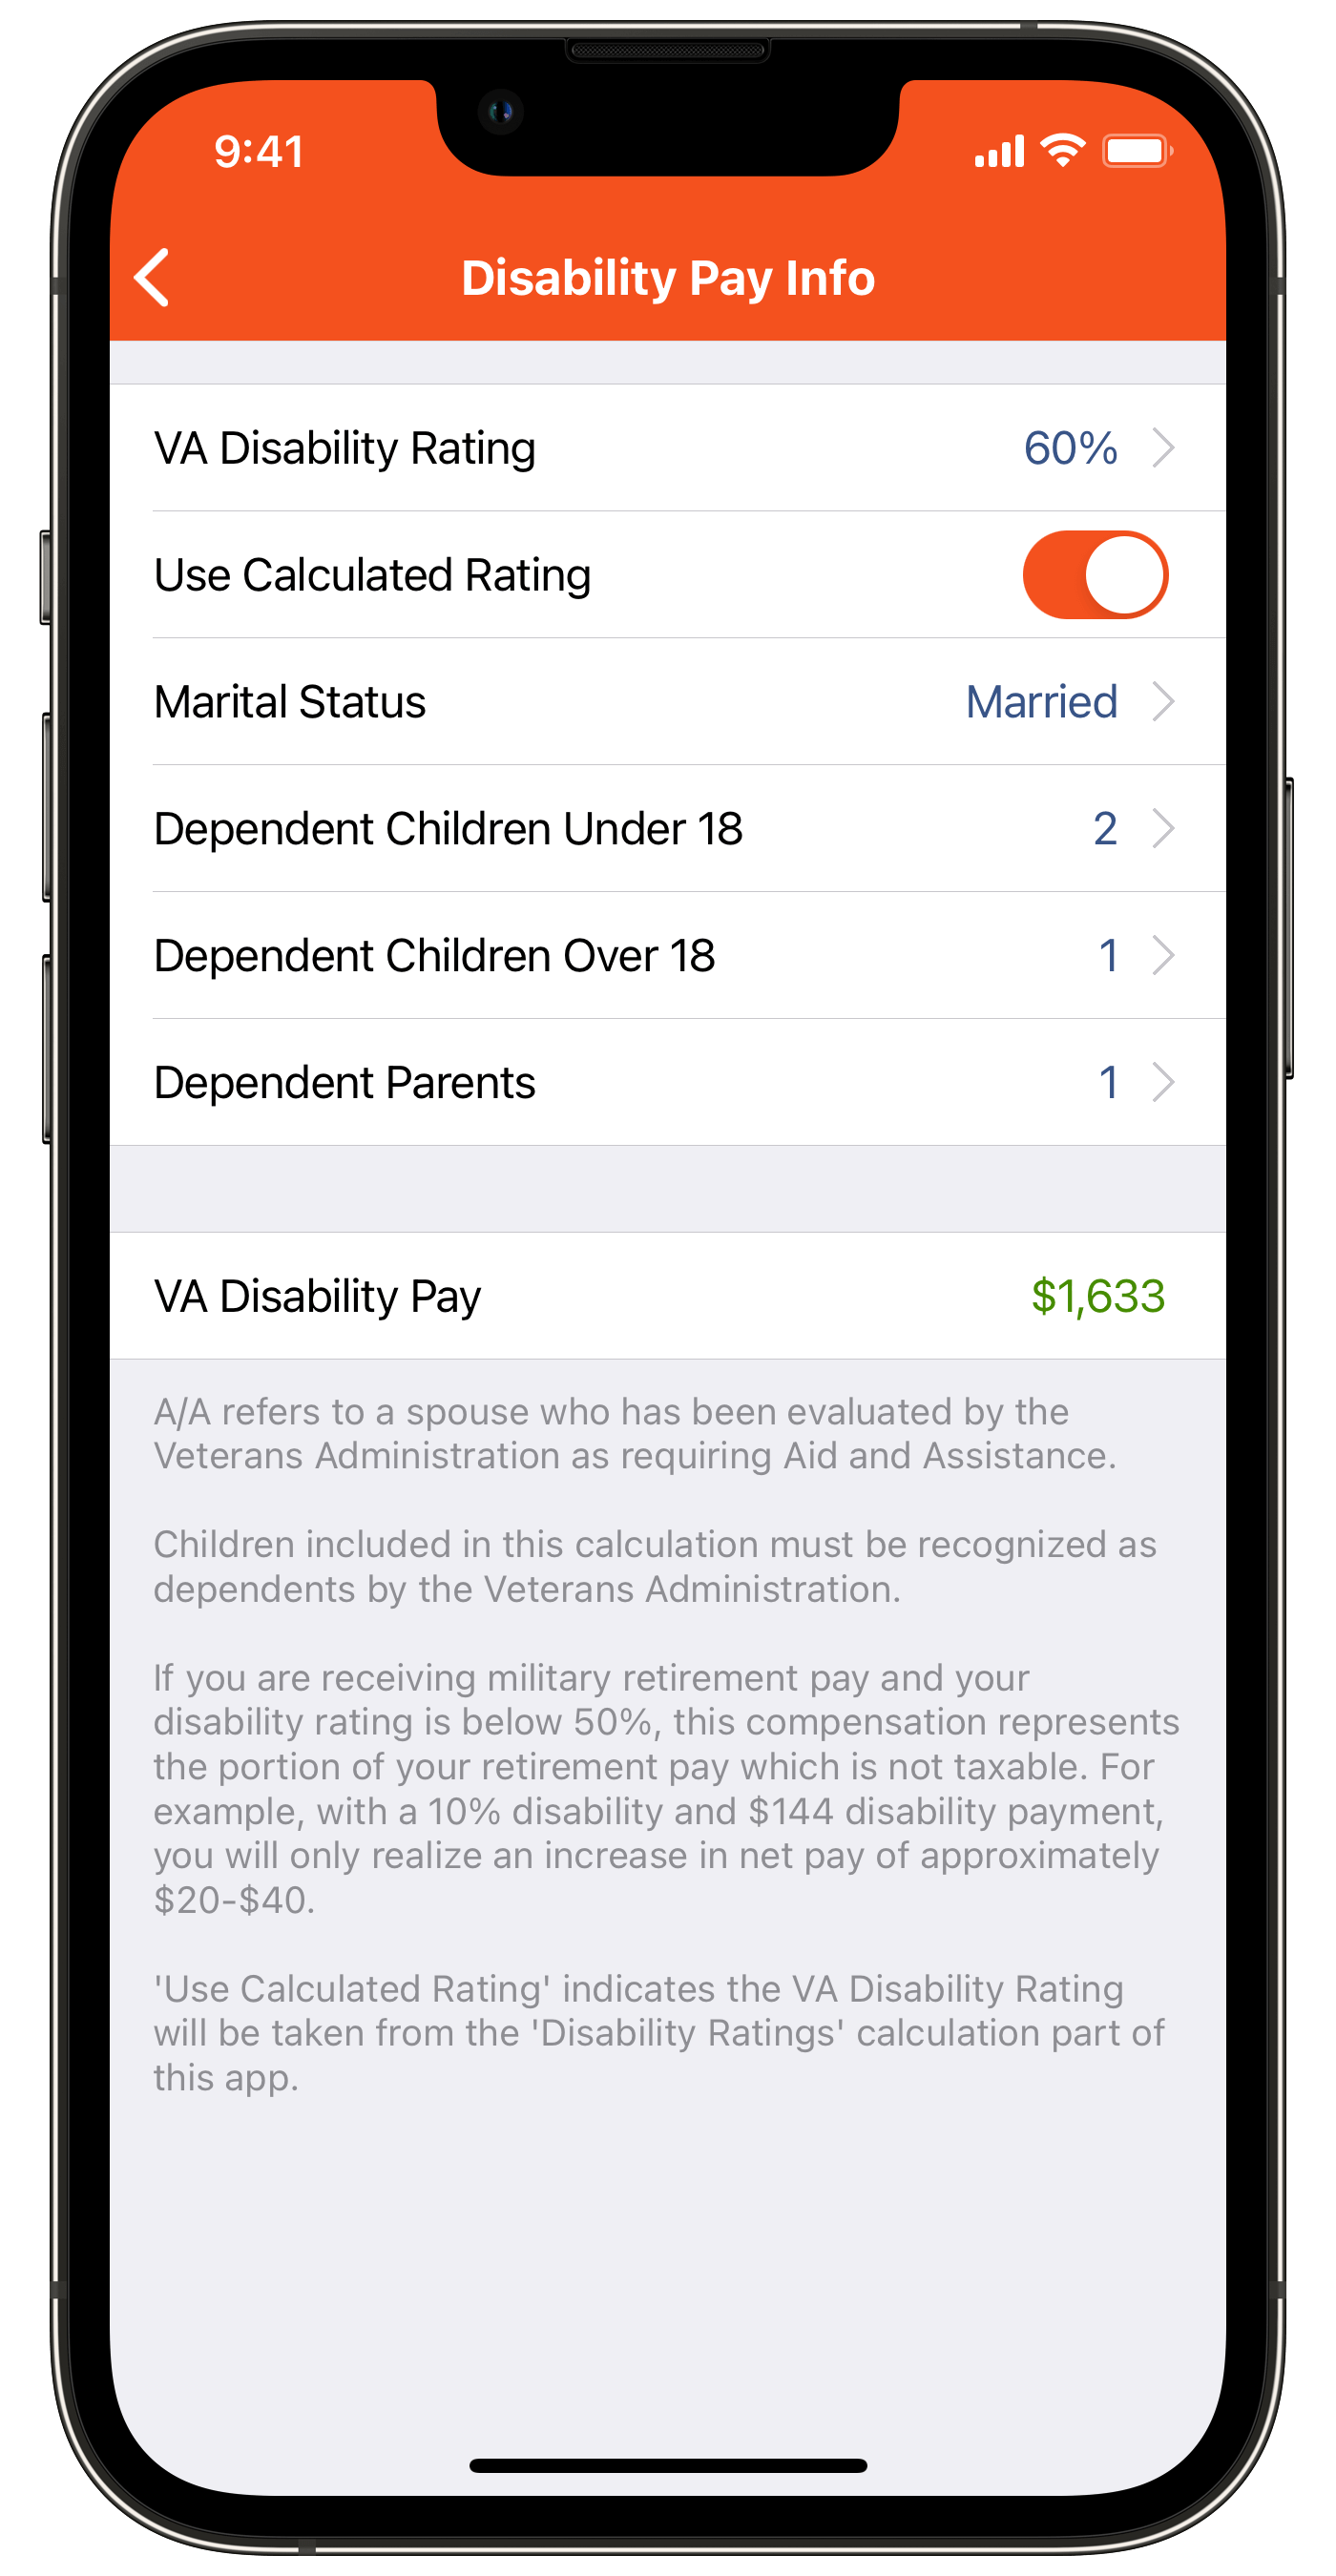 9:41
Disability Pay Info
VA Disability Rating 60%
Use Calculated Rating
Marital Status Married
Dependent Children Under 18 2
Dependent Children Over 18 1
Dependent Parents 1
VA Disability Pay $1,633
A/A refers to a spouse who has been evaluated by the
Veterans Administration as requiring Aid and Assistance.
Children included in this calculation must be recognized as
dependents by the Veterans Administration.
If you are receiving military retirement pay and your
disability rating is below 50%, this compensation represents
the portion of your retirement pay which is not taxable. For
example, with a 10% disability and $144 disability payment,
you will only realize an increase in net pay of approximately
$20-$40.
'Use Calculated Rating' indicates the VA Disability Rating
will be taken from the 'Disability Ratings' calculation part of
this app.